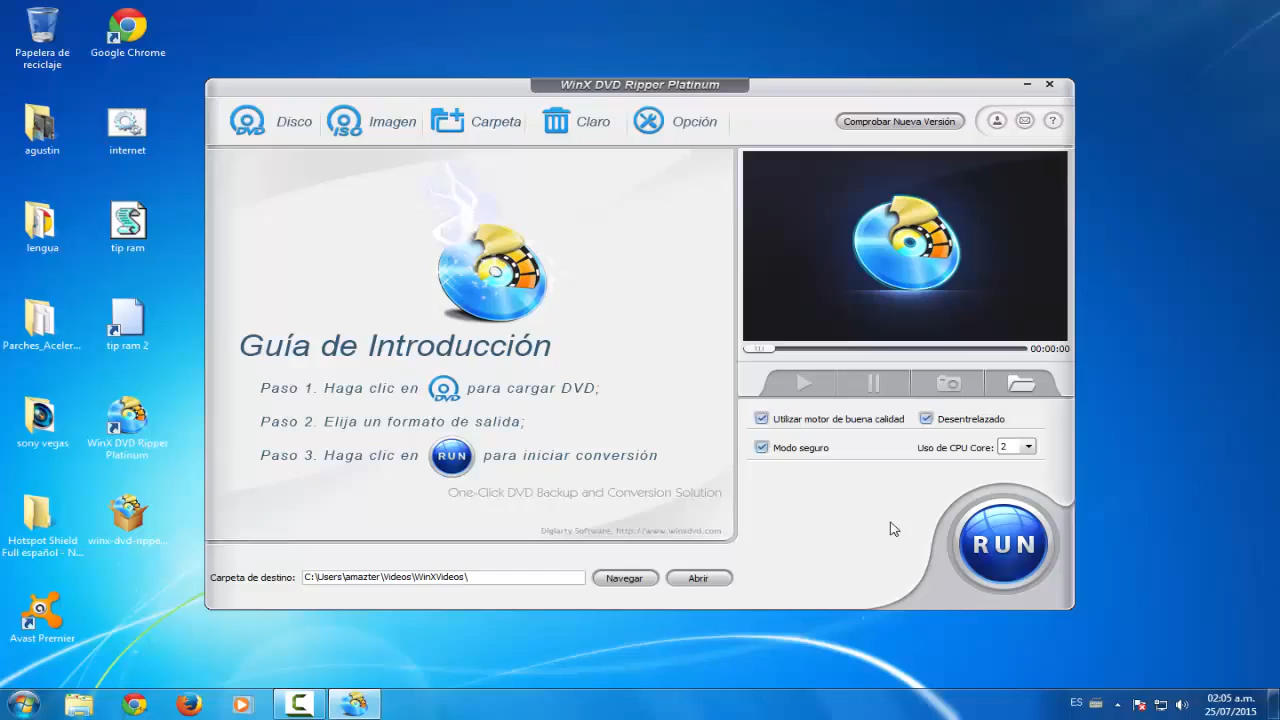 Papelera de
reciclaje
Google Chrome
agustin
internet
lengua
tip ram
Parches_Aceler...
tip ram 2
sony vegas
WinX DVD Ripper
Platinum
Hotspot Shield
Full español - N...
winx-dvd-rippe...
Avast Premier
WinX DVD Ripper Platinum
DVD Disco
ISO Imagen
Carpeta
Claro
Opción
Comprobar Nueva Versión
?
Guía de Introducción
Paso 1. Haga clic en DVD para cargar DVD;
Paso 2. Elija un formato de salida;
Paso 3. Haga clic en RUN para iniciar conversión
One-Click DVD Backup and Conversion Solution
Digiarty Software, http://www.winxdvd.com
00:00:00
Utilizar motor de buena calidad
Desentrelazado
Modo seguro
Uso de CPU Core: 2
RUN
Carpeta de destino: C:\Users\amazter\Videos\WinXVideos\
Navegar
Abrir
ES
02:05 a.m.
25/07/2015